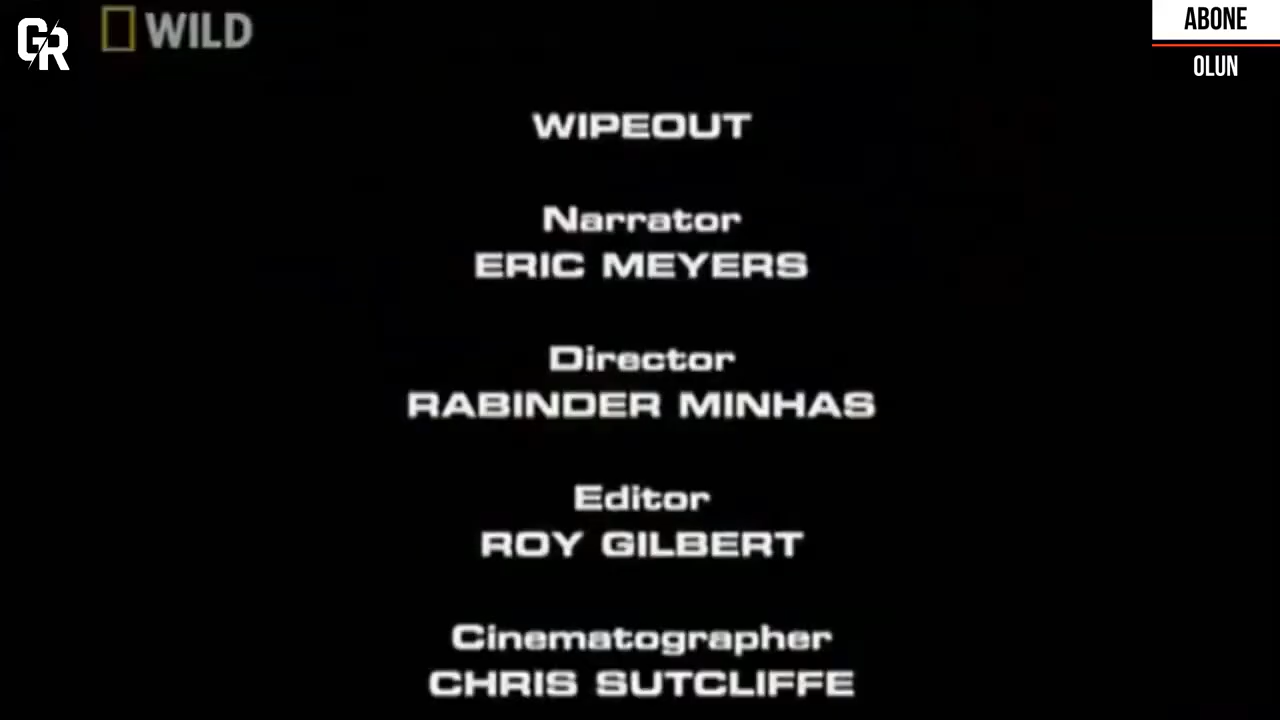 GR
WILD
ABONE
OLUN
WIPEOUT
Narrator
ERIC MEYERS
Director
RABINDER MINHAS
Editor
ROY GILBERT
Cinematographer
CHRIS SUTCLIFFE